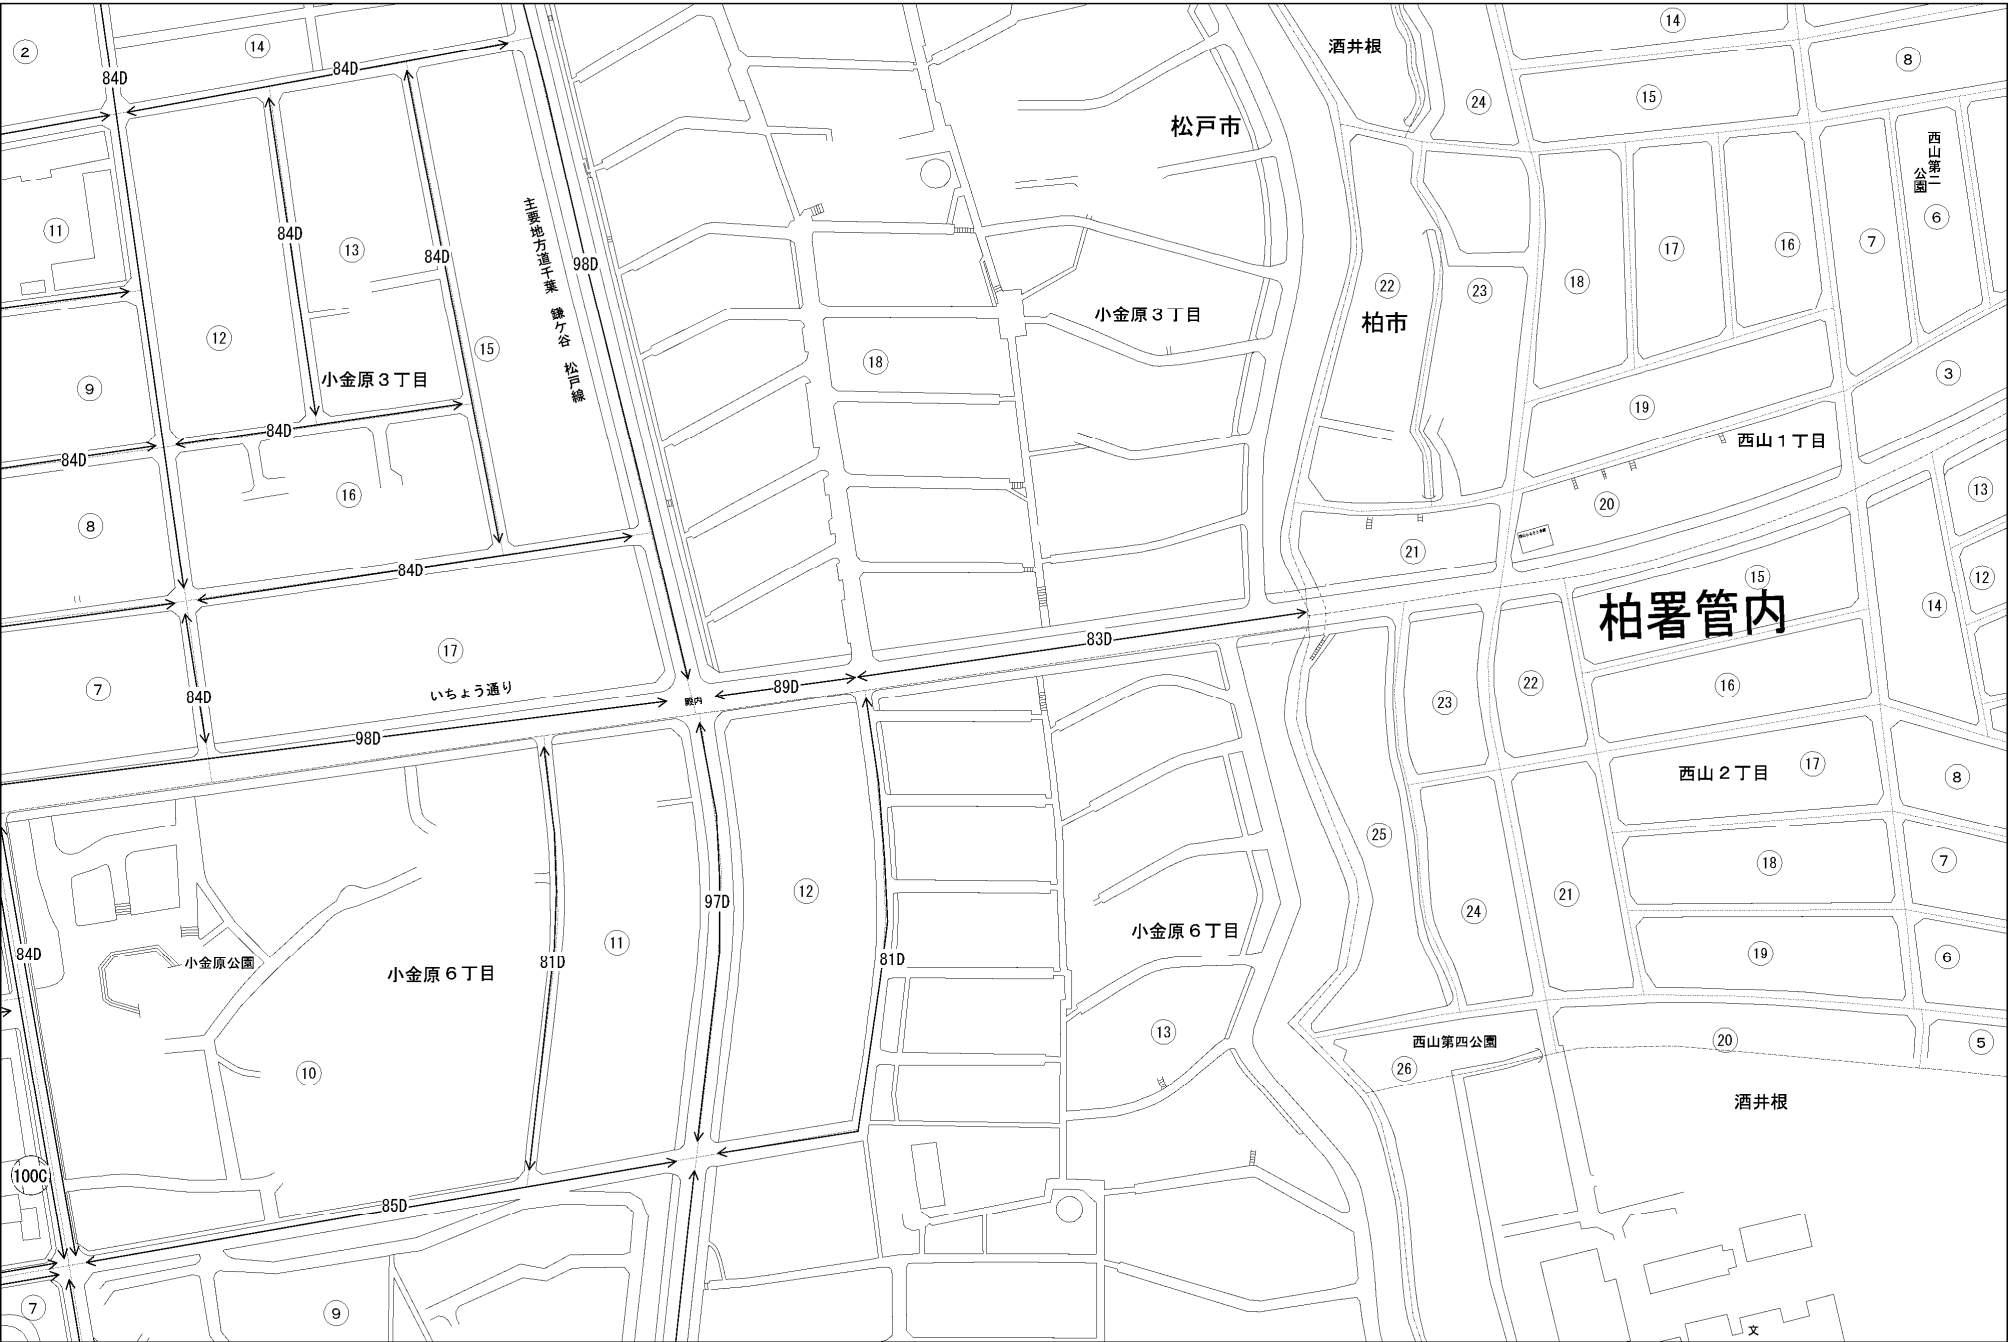 2
14
84D
84D
酒井根
14
8
24
15
松戸市
西山第二
公園
11
84D
13
84D
98D
主要地方道千葉　鎌ケ谷　松戸線
6
7
16
17
18
22
23
柏市
小金原３丁目
12
15
18
9
小金原３丁目
3
19
西山１丁目
84D
84D
16
8
20
13
21
84D
15
12
柏署管内
14
83D
17
7
84D
いちょう通り
89D
殿内
98D
22
23
16
西山２丁目
17
8
25
18
7
12
97D
24
21
11
小金原６丁目
81D
81D
84D
小金原公園
小金原６丁目
19
6
13
10
西山第四公園
20
5
26
酒井根
100C
85D
7
9
文